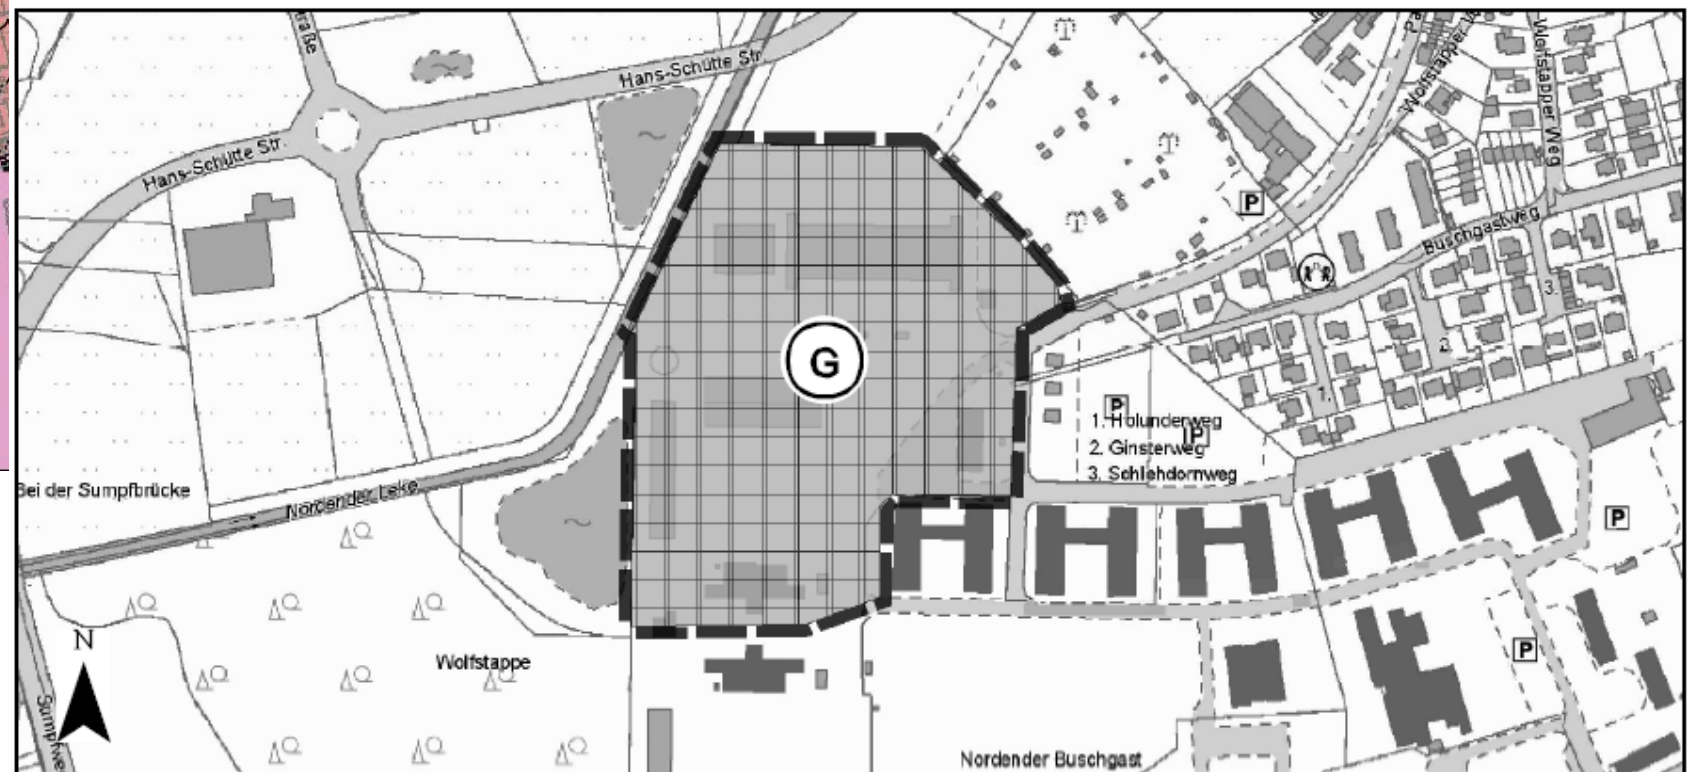 Hans-Schütte Str.
Hans-Schütte Str.
Wolfstapper Weg
Buschgastweg
P
G
3.
2.
1.
P
P
1. Holunderweg
2. Ginsterweg
3. Schlehdornweg
Bei der Sumpfbrücke
Nordender Leke
P
N
Wolfstappe
P
Nordender Buschgast